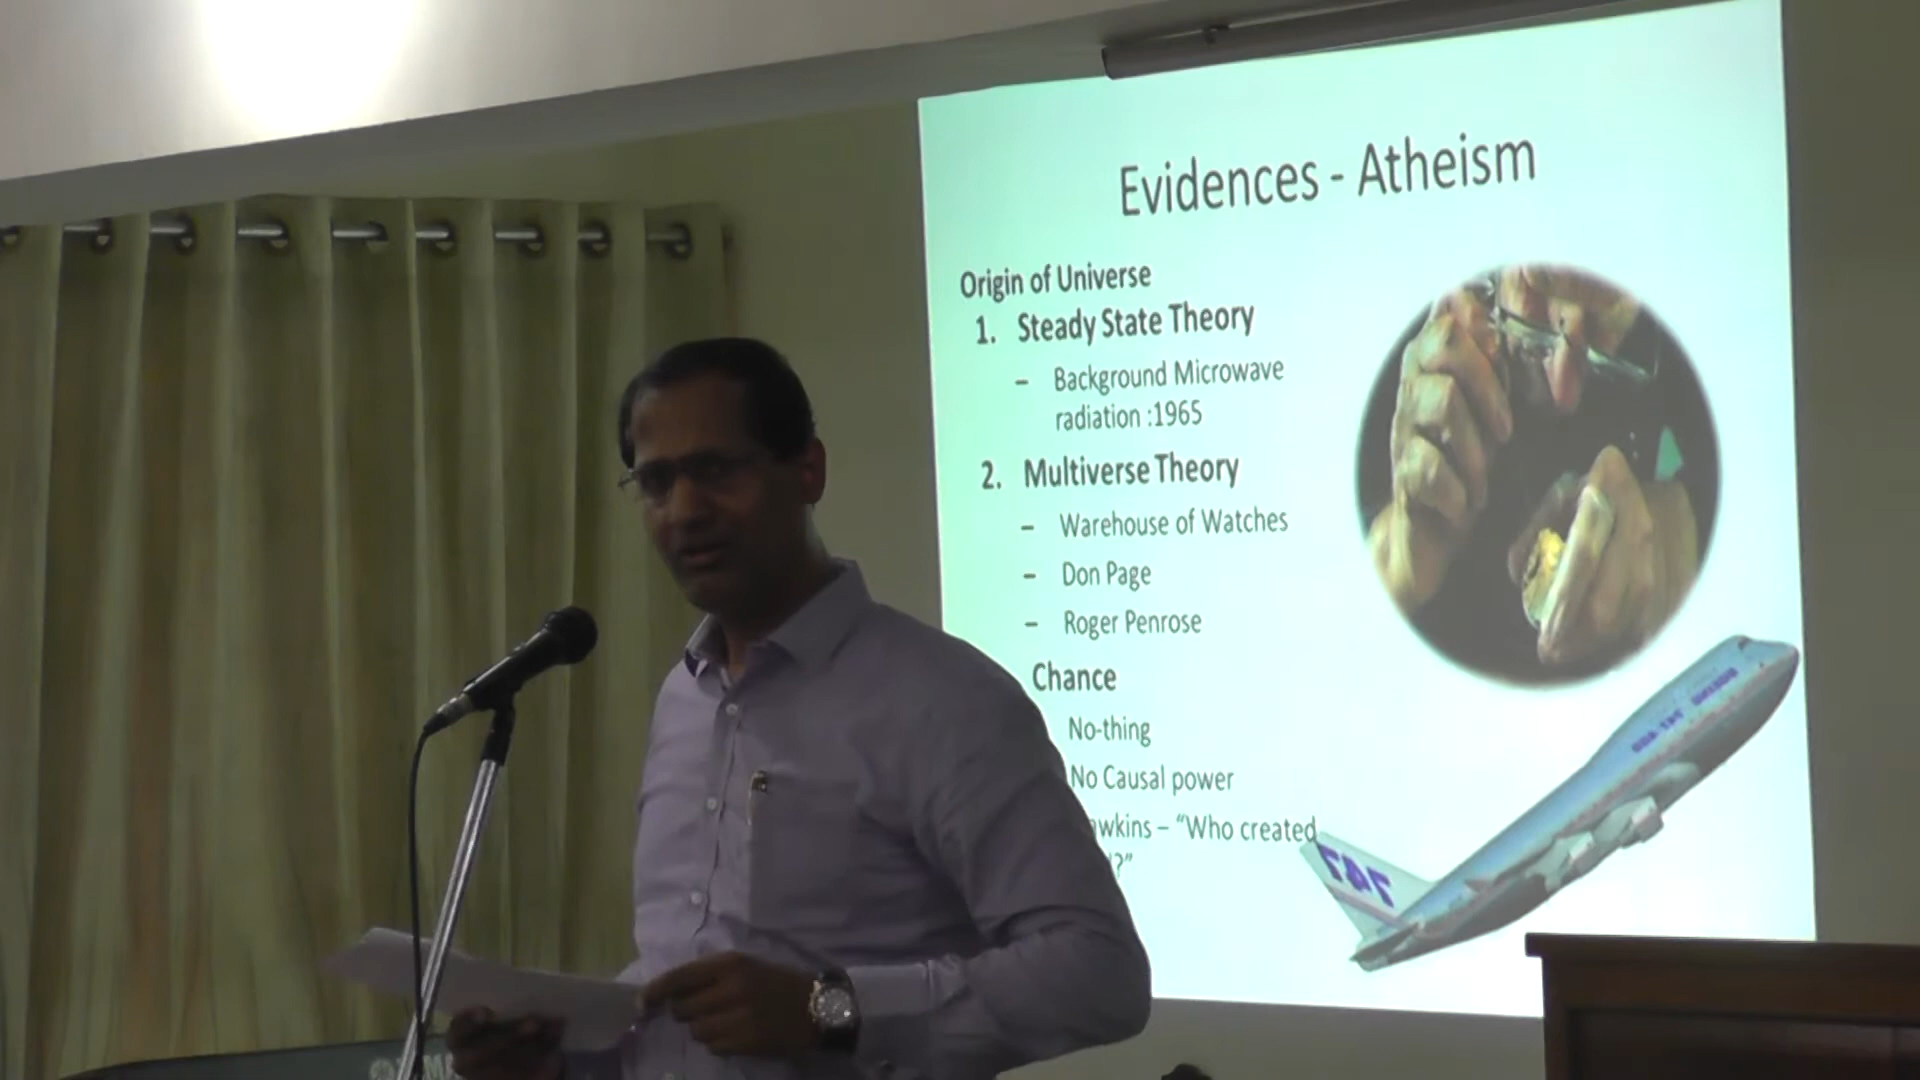 Evidences - Atheism
Origin of Universe
1. Steady State Theory
– Background Microwave
radiation :1965
2. Multiverse Theory
– Warehouse of Watches
– Don Page
– Roger Penrose
Chance
No-thing
No Causal power
– “Who created
?”
747